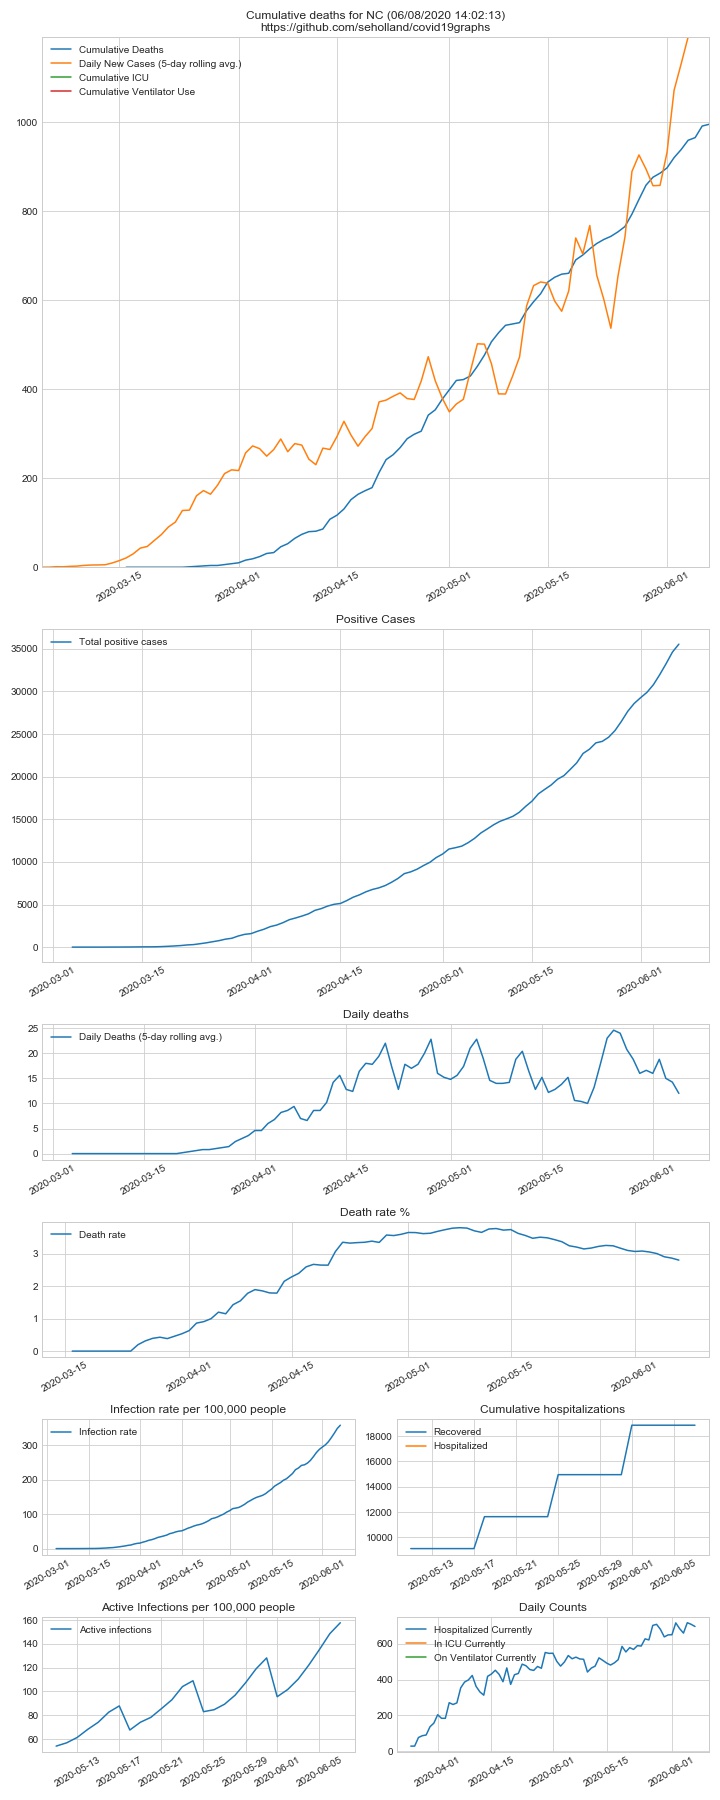 Cumulative deaths for NC (06/08/2020 14:02:13)
https://github.com/seholland/covid19graphs
Cumulative Deaths
Daily New Cases (5-day rolling avg.)
Cumulative ICU
Cumulative Ventilator Use
1000
800
600
400
200
0
2020-03-15 2020-04-01 2020-04-15 2020-05-01 2020-05-15 2020-06-01
Positive Cases
Total positive cases
35000
30000
25000
20000
15000
10000
5000
0
2020-03-01 2020-03-15 2020-04-01 2020-04-15 2020-05-01 2020-05-15 2020-06-01
Daily deaths
Daily Deaths (5-day rolling avg.)
25
20
15
10
5
0
2020-03-01 2020-03-15 2020-04-01 2020-04-15 2020-05-01 2020-05-15 2020-06-01
Death rate %
Death rate
3
2
1
0
2020-03-15 2020-04-01 2020-04-15 2020-05-01 2020-05-15 2020-06-01
Infection rate per 100,000 people
Infection rate
300
200
100
0
2020-03-01 2020-03-15 2020-04-01 2020-04-15 2020-05-01 2020-05-15 2020-06-01
Cumulative hospitalizations
Recovered
Hospitalized
18000
16000
14000
12000
10000
2020-05-13 2020-05-17 2020-05-21 2020-05-25 2020-05-29 2020-06-01 2020-06-05
Active Infections per 100,000 people
Active infections
160
140
120
100
80
60
2020-05-13 2020-05-17 2020-05-21 2020-05-25 2020-05-29 2020-06-01 2020-06-05
Daily Counts
Hospitalized Currently
In ICU Currently
On Ventilator Currently
600
400
200
0
2020-04-01 2020-04-15 2020-05-01 2020-05-15 2020-06-01